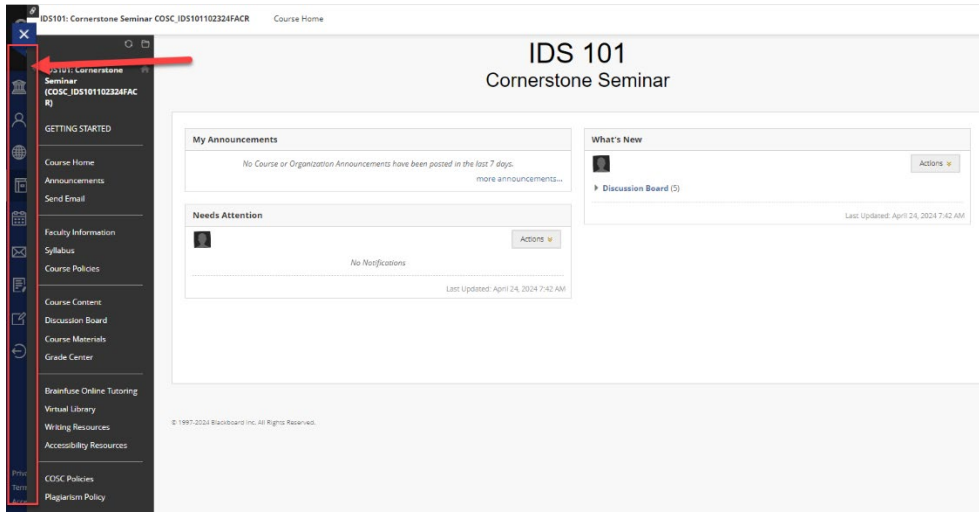 IDS101: Cornerstone Seminar COSC_IDS101102324FACR
Course Home
IDS101: Cornerstone
Seminar
(COSC_IDS101102324FAC
R)
GETTING STARTED
Course Home
Announcements
Send Email
Faculty Information
Syllabus
Course Policies
Course Content
Discussion Board
Course Materials
Grade Center
Brainfuse Online Tutoring
Virtual Library
Writing Resources
Accessibility Resources
COSC Policies
Plagiarism Policy
IDS 101
Cornerstone Seminar
My Announcements
No Course or Organization Announcements have been posted in the last 7 days.
more announcements...
Needs Attention
Actions
No Notifications
Last Updated: April 24, 2024 7:42 AM
What's New
Actions
Discussion Board (5)
Last Updated: April 24, 2024 7:42 AM
© 1997-2024 Blackboard Inc. All Rights Reserved.